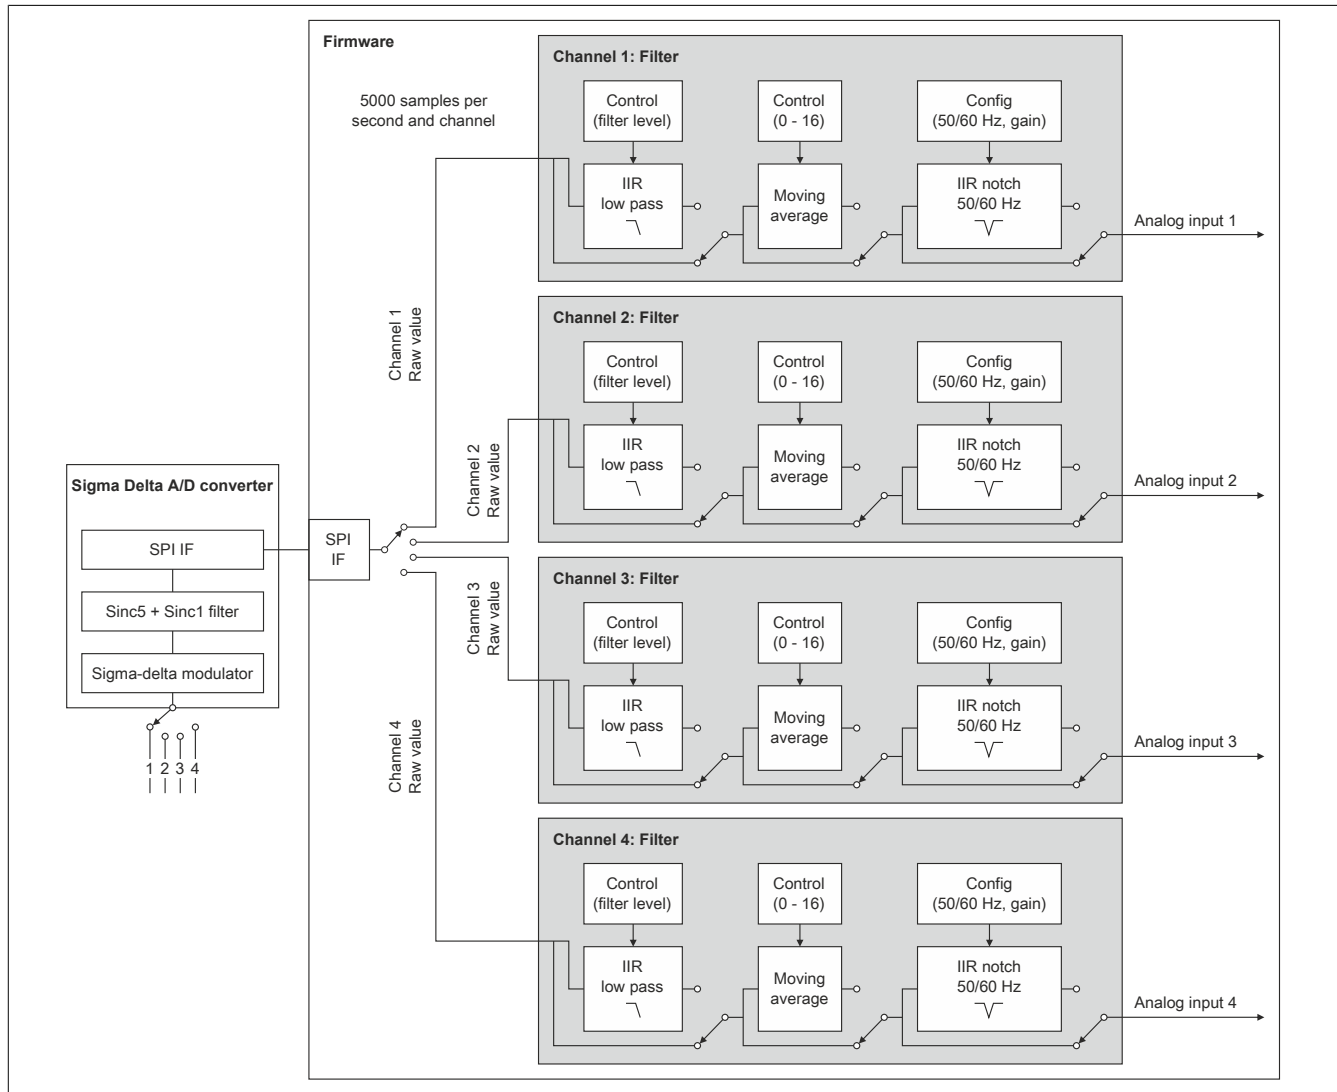 Firmware
5000 samples per
second and channel
Channel 1: Filter
Control
(filter level)
Control
(0 - 16)
Config
(50/60 Hz, gain)
IIR
low pass
Moving
average
IIR notch
50/60 Hz
Analog input 1
Channel 1
Raw value
Channel 2: Filter
Control
(filter level)
Control
(0 - 16)
Config
(50/60 Hz, gain)
IIR
low pass
Moving
average
IIR notch
50/60 Hz
Analog input 2
Channel 2
Raw value
Sigma Delta A/D converter
SPI IF
Sinc5 + Sinc1 filter
Sigma-delta modulator
1 2 3 4
SPI
IF
Channel 3: Filter
Control
(filter level)
Control
(0 - 16)
Config
(50/60 Hz, gain)
IIR
low pass
Moving
average
IIR notch
50/60 Hz
Analog input 3
Channel 3
Raw value
Channel 4
Raw value
Channel 4: Filter
Control
(filter level)
Control
(0 - 16)
Config
(50/60 Hz, gain)
IIR
low pass
Moving
average
IIR notch
50/60 Hz
Analog input 4